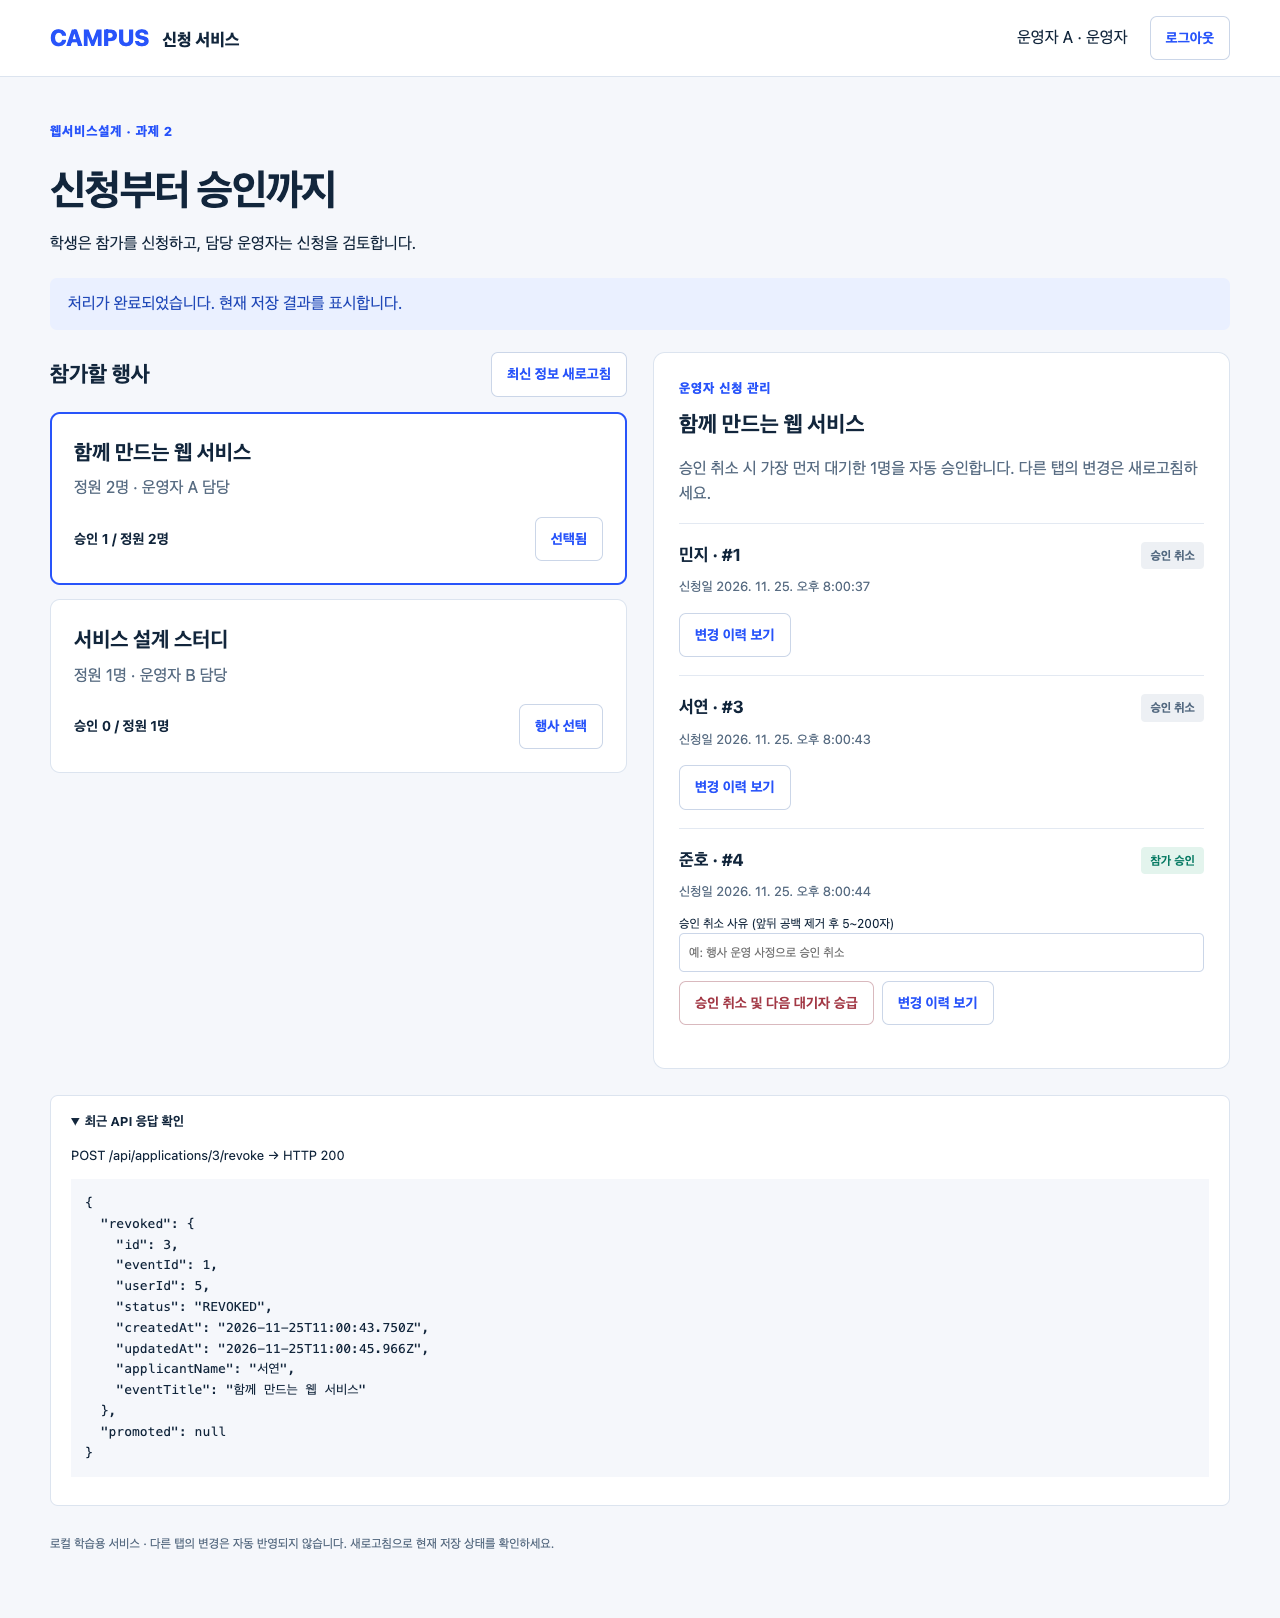 CAMPUS 신청 서비스
운영자 A · 운영자
로그아웃
웹서비스설계 · 과제 2
신청부터 승인까지
학생은 참가를 신청하고, 담당 운영자는 신청을 검토합니다.
처리가 완료되었습니다. 현재 저장 결과를 표시합니다.
참가할 행사
최신 정보 새로고침
함께 만드는 웹 서비스
정원 2명 · 운영자 A 담당
승인 1 / 정원 2명
선택됨
서비스 설계 스터디
정원 1명 · 운영자 B 담당
승인 0 / 정원 1명
행사 선택
운영자 신청 관리
함께 만드는 웹 서비스
승인 취소 시 가장 먼저 대기한 1명을 자동 승인합니다. 다른 탭의 변경은 새로고침하
세요.
민지 · #1
승인 취소
신청일 2026. 11. 25. 오후 8:00:37
변경 이력 보기
서연 · #3
승인 취소
신청일 2026. 11. 25. 오후 8:00:43
변경 이력 보기
준호 · #4
참가 승인
신청일 2026. 11. 25. 오후 8:00:44
승인 취소 사유 (앞뒤 공백 제거 후 5~200자)
예: 행사 운영 사정으로 승인 취소
승인 취소 및 다음 대기자 승급
변경 이력 보기
▼ 최근 API 응답 확인
POST /api/applications/3/revoke → HTTP 200
{
  "revoked": {
    "id": 3,
    "eventId": 1,
    "userId": 5,
    "status": "REVOKED",
    "createdAt": "2026-11-25T11:00:43.750Z",
    "updatedAt": "2026-11-25T11:00:45.966Z",
    "applicantName": "서연",
    "eventTitle": "함께 만드는 웹 서비스"
  },
  "promoted": null
}
로컬 학습용 서비스 · 다른 탭의 변경은 자동 반영되지 않습니다. 새로고침으로 현재 저장 상태를 확인하세요.